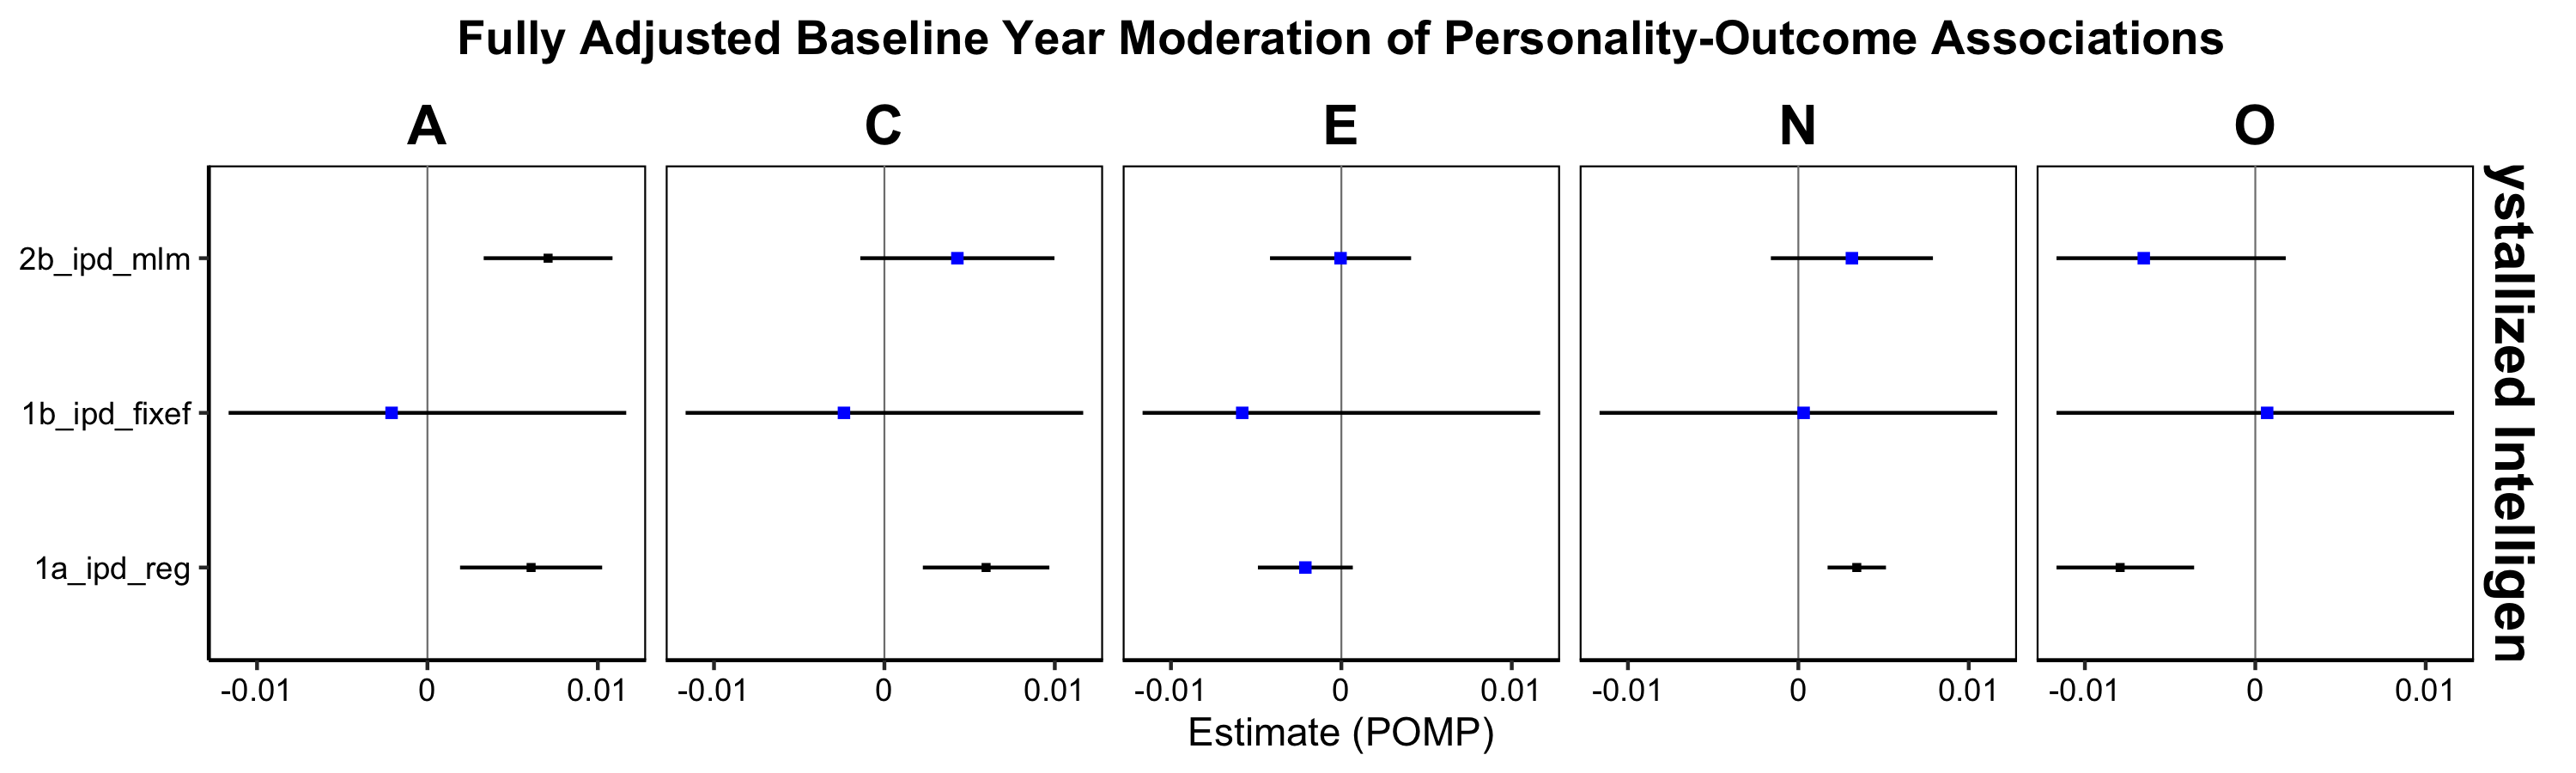 Fully Adjusted Baseline Year Moderation of Personality-Outcome Associations
A C E N O
2b_ipd_mlm
1b_ipd_fixef
1a_ipd_reg
ystallized Intelligen
-0.01 0 0.01 -0.01 0 0.01 -0.01 0 0.01 -0.01 0 0.01 -0.01 0 0.01
Estimate (POMP)